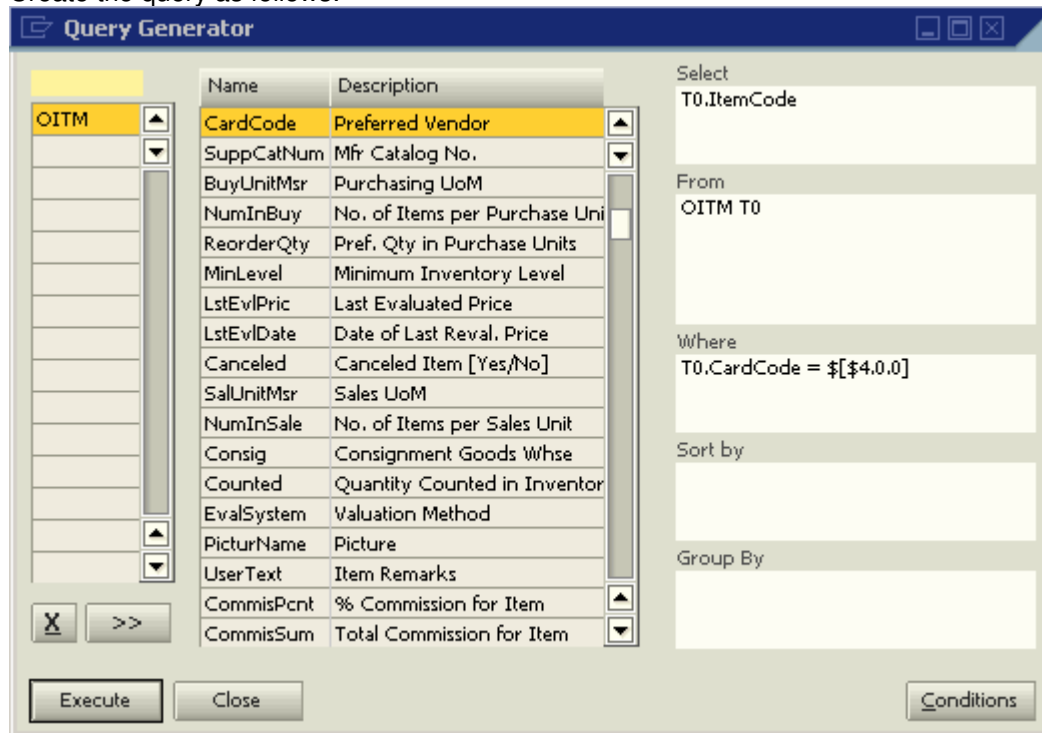 Create the query as follows:
Query Generator
OITM
Name Description
CardCode Preferred Vendor
SuppCatNum Mfr Catalog No.
BuyUnitMsr Purchasing UoM
NumInBuy No. of Items per Purchase Uni
ReorderQty Pref. Qty in Purchase Units
MinLevel Minimum Inventory Level
LstEvlPric Last Evaluated Price
LstEvlDate Date of Last Reval. Price
Canceled Canceled Item [Yes/No]
SalUnitMsr Sales UoM
NumInSale No. of Items per Sales Unit
Consig Consignment Goods Whse
Counted Quantity Counted in Inventor
EvalSystem Valuation Method
PicturName Picture
UserText Item Remarks
CommisPcnt % Commission for Item
CommisSum Total Commission for Item
Select
T0.ItemCode
From
OITM T0
Where
T0.CardCode = $[$4.0.0]
Sort by
Group By
X >>
Execute Close Conditions